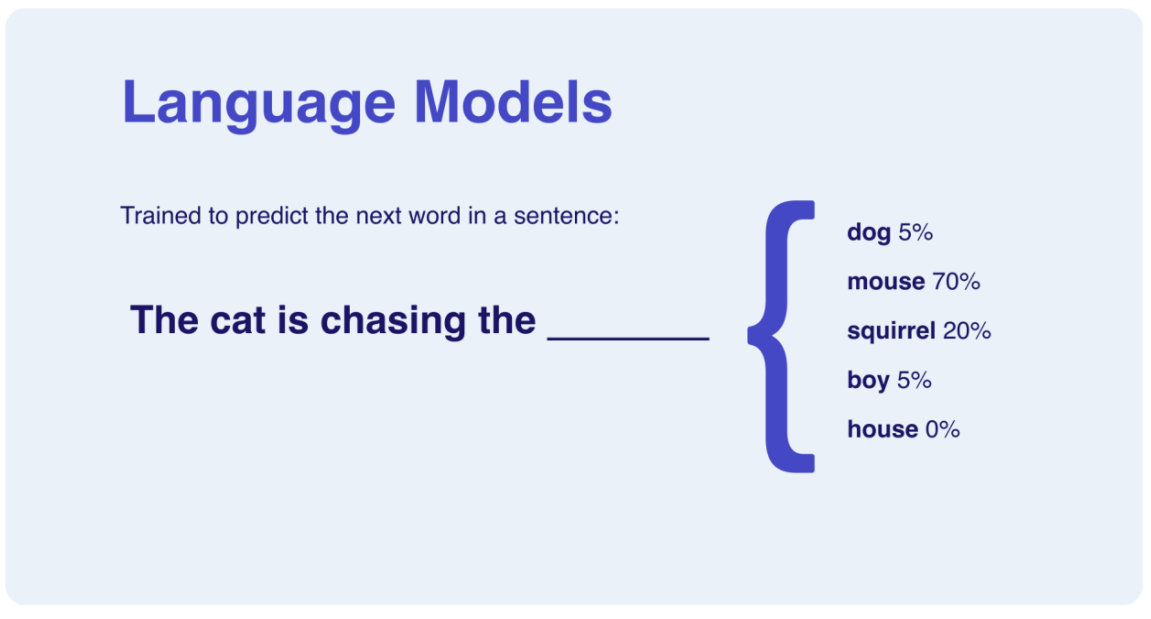 Language Models
Trained to predict the next word in a sentence:
The cat is chasing the ________
dog 5%
mouse 70%
squirrel 20%
boy 5%
house 0%